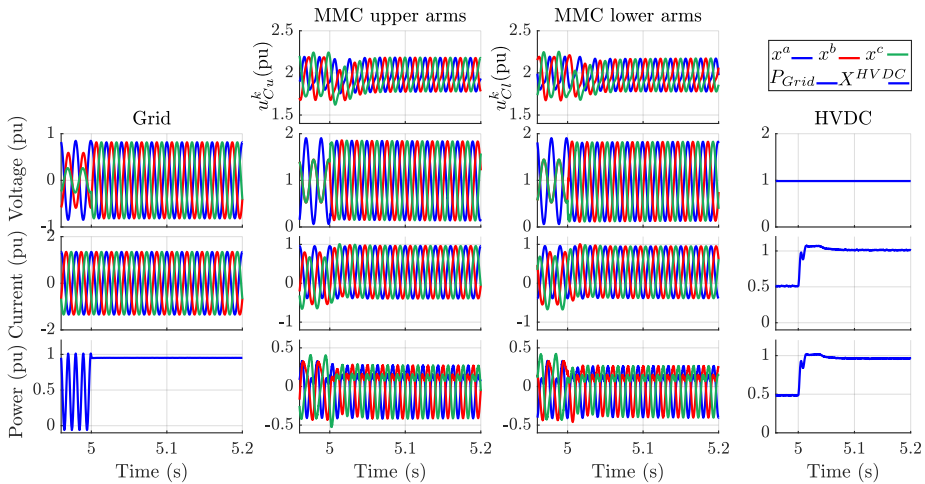 MMC upper arms
MMC lower arms
x^a x^b x^c
P_Grid X^HVDC
u^k_Cu (pu)
2.5
2
1.5
u^k_Cl (pu)
2.5
2
1.5
Grid
HVDC
Voltage (pu)
1
0
-1
2
1
0
2
1
0
2
1
0
Current (pu)
2
0
-2
1
0
-1
1
0
-1
1
0.5
0
Power (pu)
1
0.5
0
0.5
0
-0.5
0.5
0
-0.5
1
0.5
0
5 5.1 5.2
5 5.1 5.2
5 5.1 5.2
5 5.1 5.2
Time (s)
Time (s)
Time (s)
Time (s)